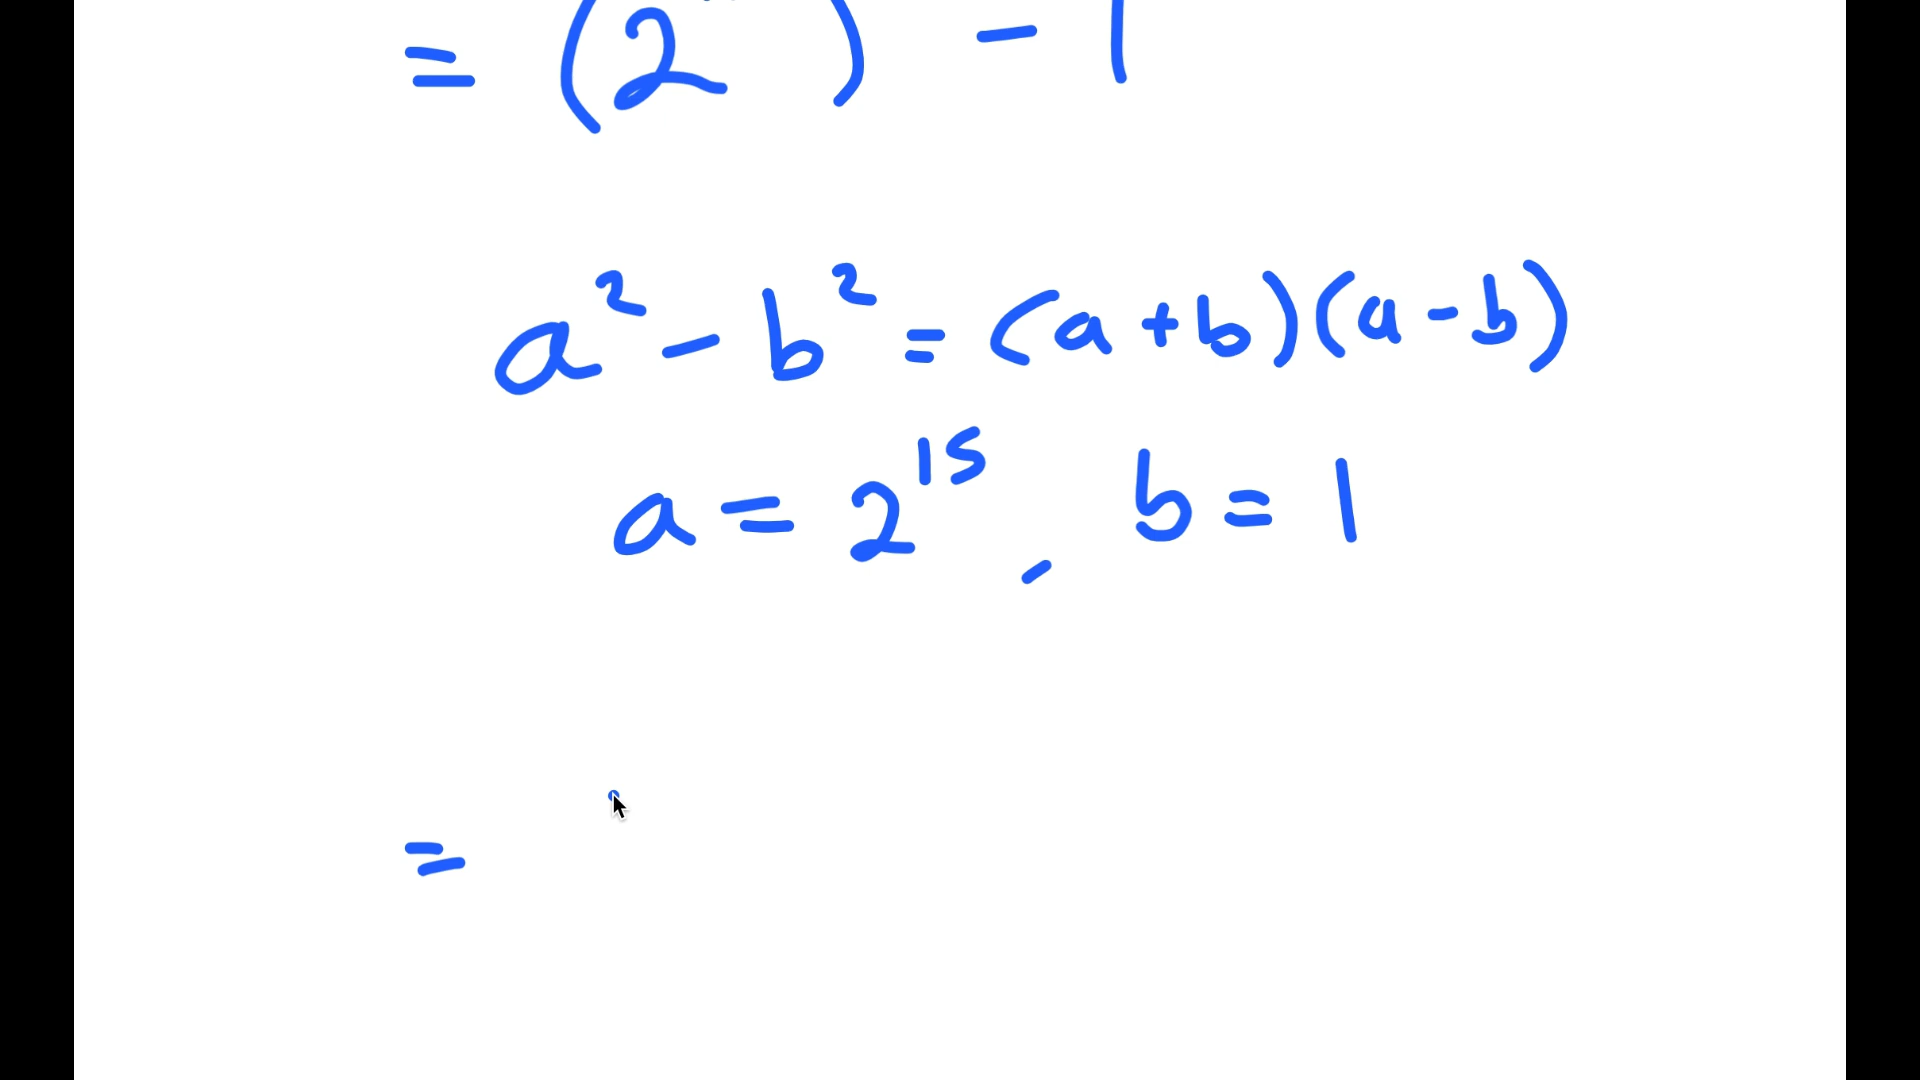 = (2 ) - 1
a² - b² = (a + b)(a - b)
a = 2¹⁵, b = 1
=